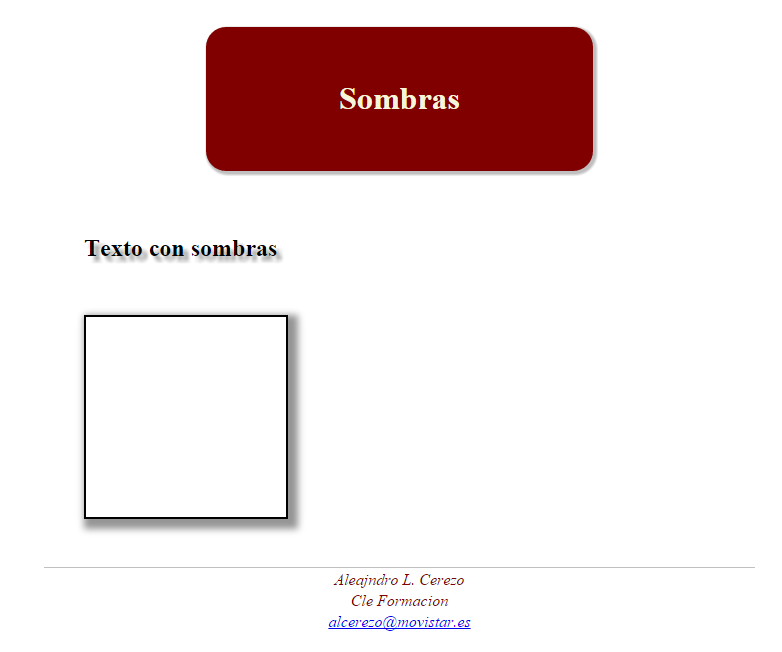 Sombras
Texto con sombras
Aleajndro L. Cerezo
Cle Formacion
alcerezo@movistar.es